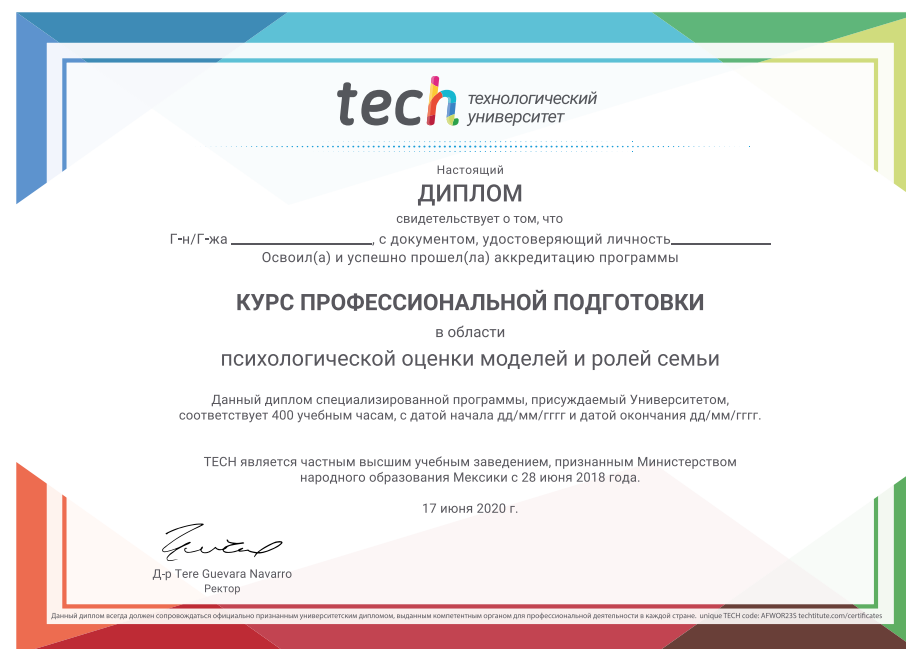 tech технологический
университет
Настоящий
ДИПЛОМ
свидетельствует о том, что
Г-н/Г-жа ___________________, с документом, удостоверяющий личность_____________
Освоил(а) и успешно прошел(ла) аккредитацию программы
КУРС ПРОФЕССИОНАЛЬНОЙ ПОДГОТОВКИ
в области
психологической оценки моделей и ролей семьи
Данный диплом специализированной программы, присуждаемый Университетом,
соответствует 400 учебным часам, с датой начала дд/мм/гггг и датой окончания дд/мм/гггг.
TECH является частным высшим учебным заведением, признанным Министерством
народного образования Мексики с 28 июня 2018 года.
17 июня 2020 г.
Д-р Tere Guevara Navarro
Ректор
Данный диплом всегда должен сопровождаться официально признанным университетским дипломом, выданным компетентным органом для профессиональной деятельности в каждой стране. unique TECH code: AFWOR235 techtitute.com/certificates